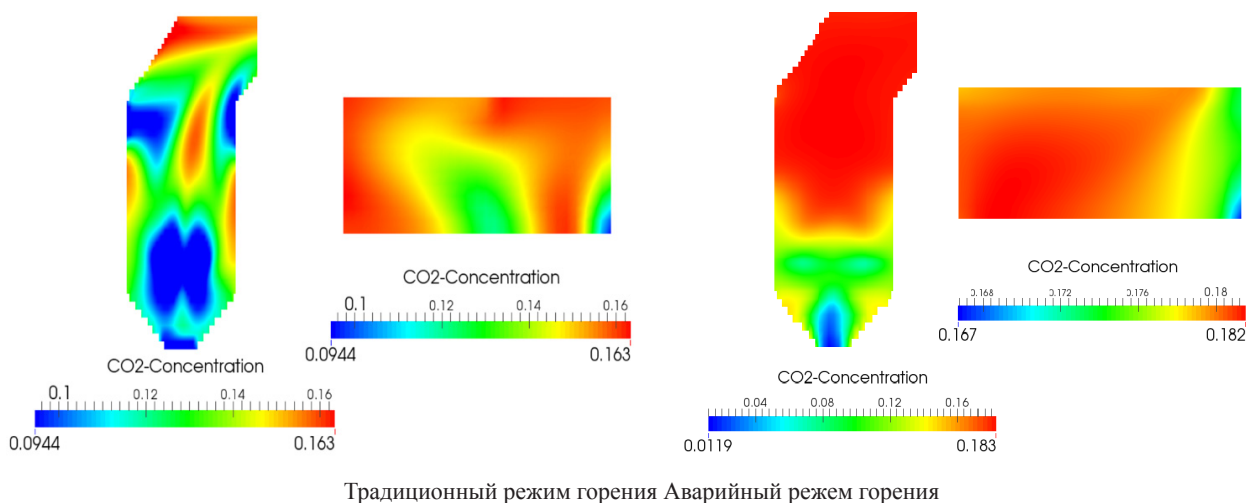 CO2-Concentration
0.1 0.12 0.14 0.16
0.0944 0.163
CO2-Concentration
0.1 0.12 0.14 0.16
0.0944 0.163
CO2-Concentration
0.168 0.172 0.176 0.18
0.167 0.182
CO2-Concentration
0.04 0.08 0.12 0.16
0.0119 0.183
Традиционный режим горения Аварийный режем горения